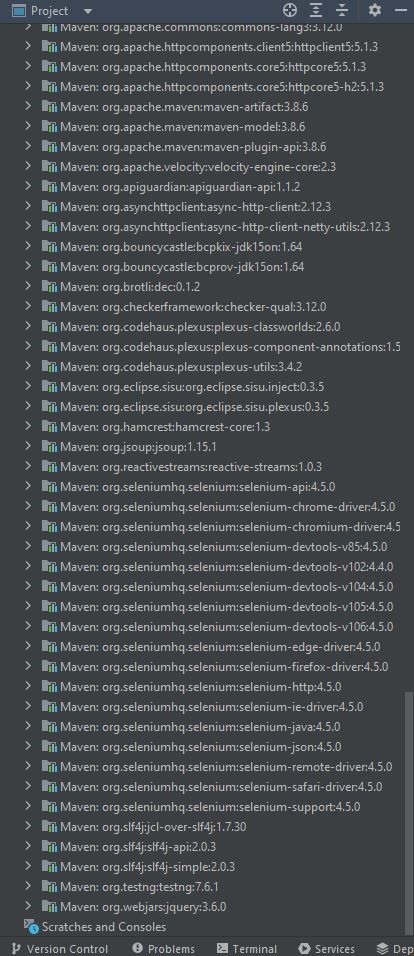 Project
Maven: org.apache.commons:commons-lang3:3.12.0
Maven: org.apache.httpcomponents.client5:httpclient5:5.1.3
Maven: org.apache.httpcomponents.core5:httpcore5:5.1.3
Maven: org.apache.httpcomponents.core5:httpcore5-h2:5.1.3
Maven: org.apache.maven:maven-artifact:3.8.6
Maven: org.apache.maven:maven-model:3.8.6
Maven: org.apache.maven:maven-plugin-api:3.8.6
Maven: org.apache.velocity:velocity-engine-core:2.3
Maven: org.apiguardian:apiguardian-api:1.1.2
Maven: org.asynchttpclient:async-http-client:2.12.3
Maven: org.asynchttpclient:async-http-client-netty-utils:2.12.3
Maven: org.bouncycastle:bcpkix-jdk15on:1.64
Maven: org.bouncycastle:bcprov-jdk15on:1.64
Maven: org.brotli:dec:0.1.2
Maven: org.checkerframework:checker-qual:3.12.0
Maven: org.codehaus.plexus:plexus-classworlds:2.6.0
Maven: org.codehaus.plexus:plexus-component-annotations:1.5
Maven: org.codehaus.plexus:plexus-utils:3.4.2
Maven: org.eclipse.sisu:org.eclipse.sisu.inject:0.3.5
Maven: org.eclipse.sisu:org.eclipse.sisu.plexus:0.3.5
Maven: org.hamcrest:hamcrest-core:1.3
Maven: org.jsoup:jsoup:1.15.1
Maven: org.reactivestreams:reactive-streams:1.0.3
Maven: org.seleniumhq.selenium:selenium-api:4.5.0
Maven: org.seleniumhq.selenium:selenium-chrome-driver:4.5.0
Maven: org.seleniumhq.selenium:selenium-chromium-driver:4.5
Maven: org.seleniumhq.selenium:selenium-devtools-v85:4.5.0
Maven: org.seleniumhq.selenium:selenium-devtools-v102:4.4.0
Maven: org.seleniumhq.selenium:selenium-devtools-v104:4.5.0
Maven: org.seleniumhq.selenium:selenium-devtools-v105:4.5.0
Maven: org.seleniumhq.selenium:selenium-devtools-v106:4.5.0
Maven: org.seleniumhq.selenium:selenium-edge-driver:4.5.0
Maven: org.seleniumhq.selenium:selenium-firefox-driver:4.5.0
Maven: org.seleniumhq.selenium:selenium-http:4.5.0
Maven: org.seleniumhq.selenium:selenium-ie-driver:4.5.0
Maven: org.seleniumhq.selenium:selenium-java:4.5.0
Maven: org.seleniumhq.selenium:selenium-json:4.5.0
Maven: org.seleniumhq.selenium:selenium-remote-driver:4.5.0
Maven: org.seleniumhq.selenium:selenium-safari-driver:4.5.0
Maven: org.seleniumhq.selenium:selenium-support:4.5.0
Maven: org.slf4j:jcl-over-slf4j:1.7.30
Maven: org.slf4j:slf4j-api:2.0.3
Maven: org.slf4j:slf4j-simple:2.0.3
Maven: org.testng:testng:7.6.1
Maven: org.webjars:jquery:3.6.0
Scratches and Consoles
Version Control Problems Terminal Services Dep